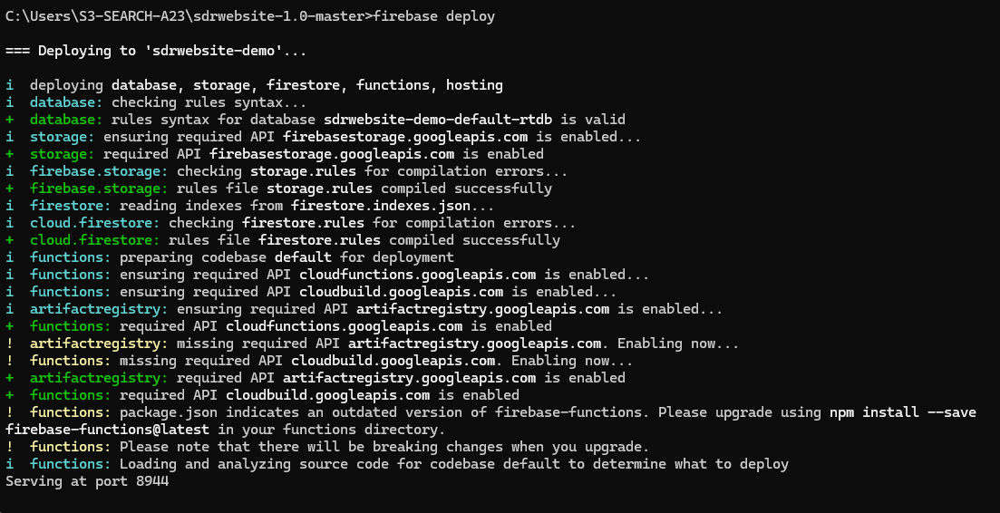 C:\Users\S3-SEARCH-A23\sdrwebsite-1.0-master>firebase deploy
=== Deploying to 'sdrwebsite-demo'...
i  deploying database, storage, firestore, functions, hosting
i  database: checking rules syntax...
+  database: rules syntax for database sdrwebsite-demo-default-rtdb is valid
i  storage: ensuring required API firebasestorage.googleapis.com is enabled...
+  storage: required API firebasestorage.googleapis.com is enabled
i  firebase.storage: checking storage.rules for compilation errors...
+  firebase.storage: rules file storage.rules compiled successfully
i  firestore: reading indexes from firestore.indexes.json...
i  cloud.firestore: checking firestore.rules for compilation errors...
+  cloud.firestore: rules file firestore.rules compiled successfully
i  functions: preparing codebase default for deployment
i  functions: ensuring required API cloudfunctions.googleapis.com is enabled...
i  functions: ensuring required API cloudbuild.googleapis.com is enabled...
i  artifactregistry: ensuring required API artifactregistry.googleapis.com is enabled...
+  functions: required API cloudfunctions.googleapis.com is enabled
!  artifactregistry: missing required API artifactregistry.googleapis.com. Enabling now...
!  functions: missing required API cloudbuild.googleapis.com. Enabling now...
+  artifactregistry: required API artifactregistry.googleapis.com is enabled
+  functions: required API cloudbuild.googleapis.com is enabled
!  functions: package.json indicates an outdated version of firebase-functions. Please upgrade using npm install --save
firebase-functions@latest in your functions directory.
!  functions: Please note that there will be breaking changes when you upgrade.
i  functions: Loading and analyzing source code for codebase default to determine what to deploy
Serving at port 8944